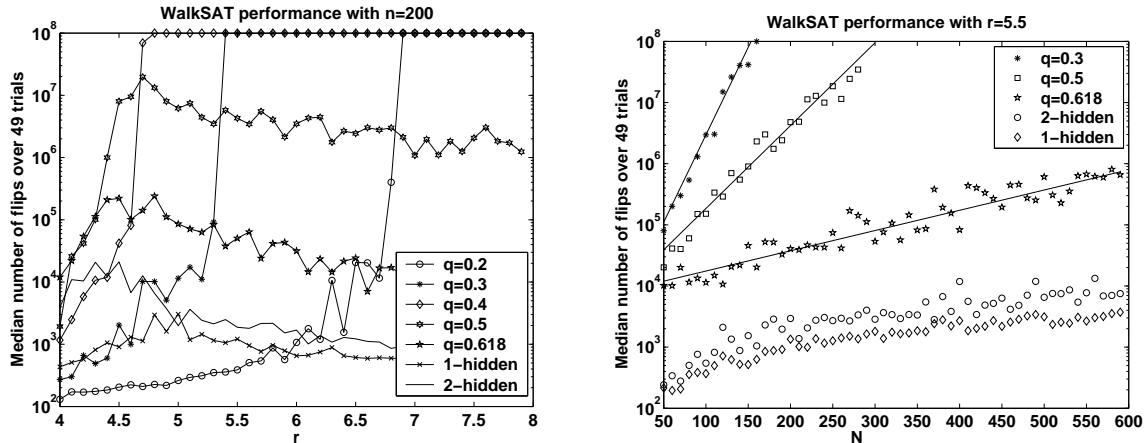 WalkSAT performance with n=200
Median number of flips over 49 trials
10^8
10^7
10^6
10^5
10^4
10^3
10^2
4 4.5 5 5.5 6 6.5 7 7.5 8
r
q=0.2
q=0.3
q=0.4
q=0.5
q=0.618
1-hidden
2-hidden
WalkSAT performance with r=5.5
Median number of flips over 49 trials
10^8
10^7
10^6
10^5
10^4
10^3
10^2
50 100 150 200 250 300 350 400 450 500 550 600
N
q=0.3
q=0.5
q=0.618
2-hidden
1-hidden